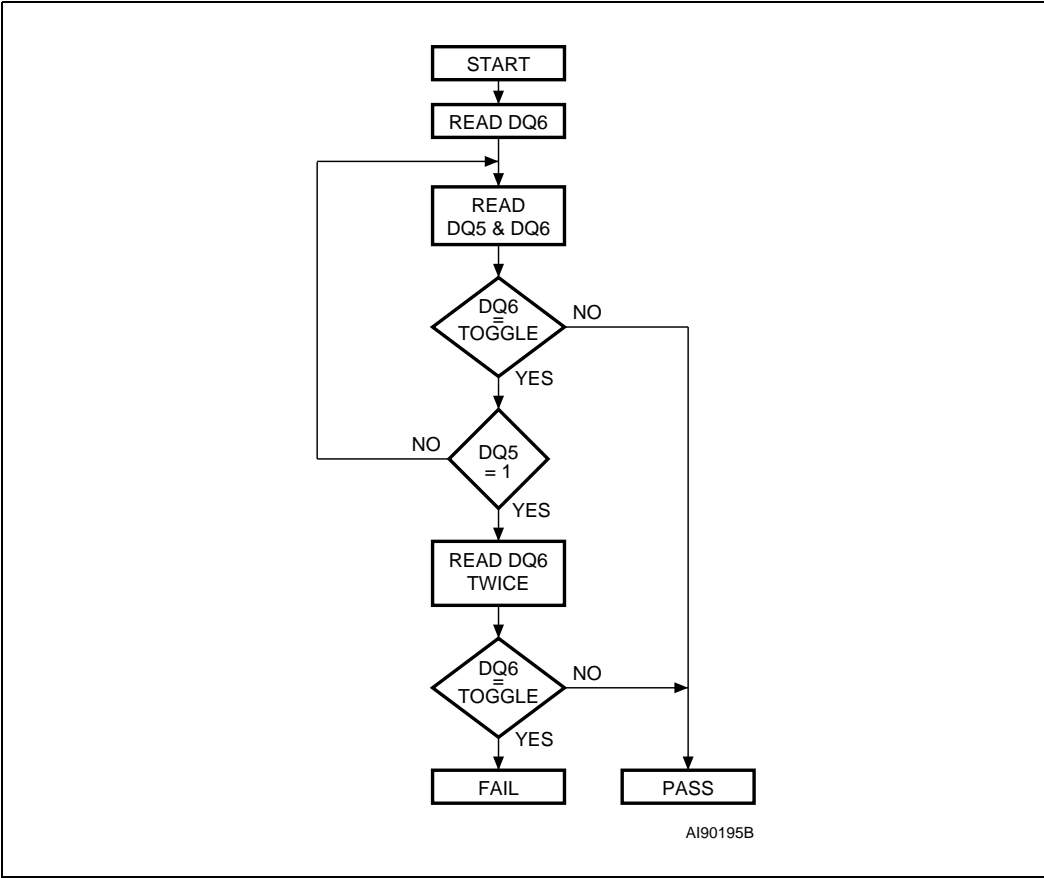 START
READ DQ6
READ
DQ5 & DQ6
DQ6
=
TOGGLE
NO
YES
NO
DQ5
= 1
YES
READ DQ6
TWICE
DQ6
=
TOGGLE
NO
YES
FAIL
PASS
AI90195B